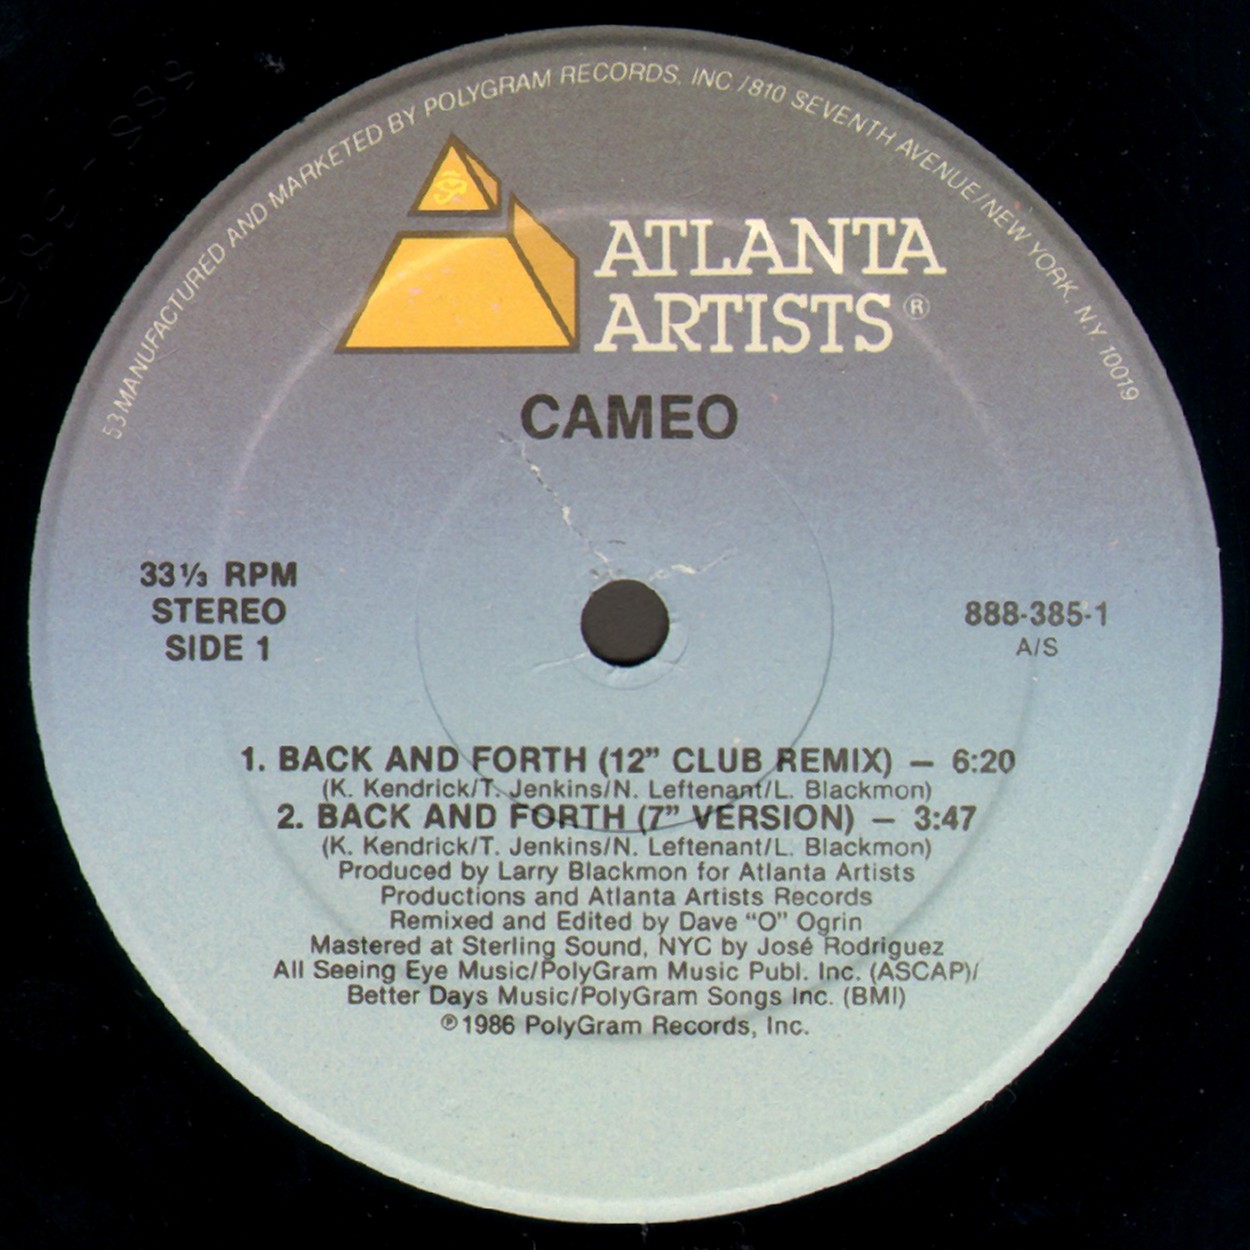 53 MANUFACTURED AND MARKETED BY POLYGRAM RECORDS, INC /810 SEVENTH AVENUE/NEW YORK, N.Y. 10019
ATLANTA
ARTISTS®
CAMEO
33⅓ RPM
STEREO
SIDE 1
888-385-1
A/S
1. BACK AND FORTH (12” CLUB REMIX) — 6:20
(K. Kendrick/T. Jenkins/N. Leftenant/L. Blackmon)
2. BACK AND FORTH (7” VERSION) — 3:47
(K. Kendrick/T. Jenkins/N. Leftenant/L. Blackmon)
Produced by Larry Blackmon for Atlanta Artists
Productions and Atlanta Artists Records
Remixed and Edited by Dave “O” Ogrin
Mastered at Sterling Sound, NYC by José Rodriguez
All Seeing Eye Music/PolyGram Music Publ. Inc. (ASCAP)/
Better Days Music/PolyGram Songs Inc. (BMI)
℗1986 PolyGram Records, Inc.